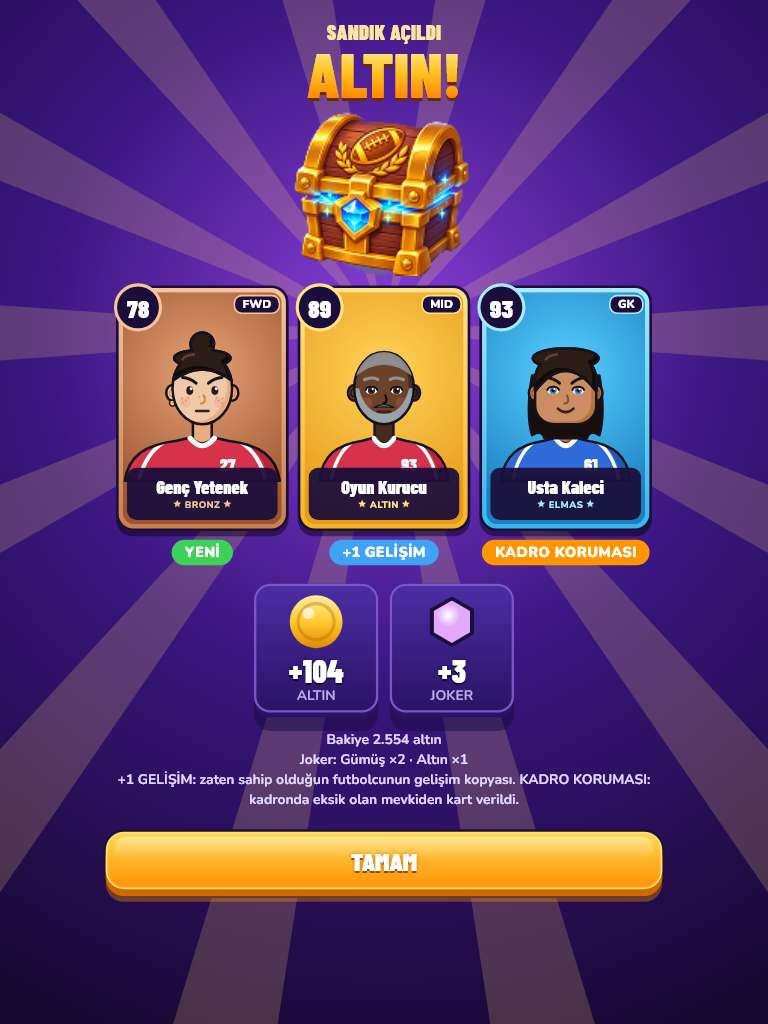 SANDIK AÇILDI
ALTIN!
78
FWD
89
MID
93
GK
27
93
61
Genç Yetenek
★ BRONZ ★
Oyun Kurucu
★ ALTIN ★
Usta Kaleci
★ ELMAS ★
YENİ
+1 GELİŞİM
KADRO KORUMASI
+104
ALTIN
+3
JOKER
Bakiye 2.554 altın
Joker: Gümüş ×2 · Altın ×1
+1 GELİŞİM: zaten sahip olduğun futbolcunun gelişim kopyası. KADRO KORUMASI:
kadronda eksik olan mevkiden kart verildi.
TAMAM